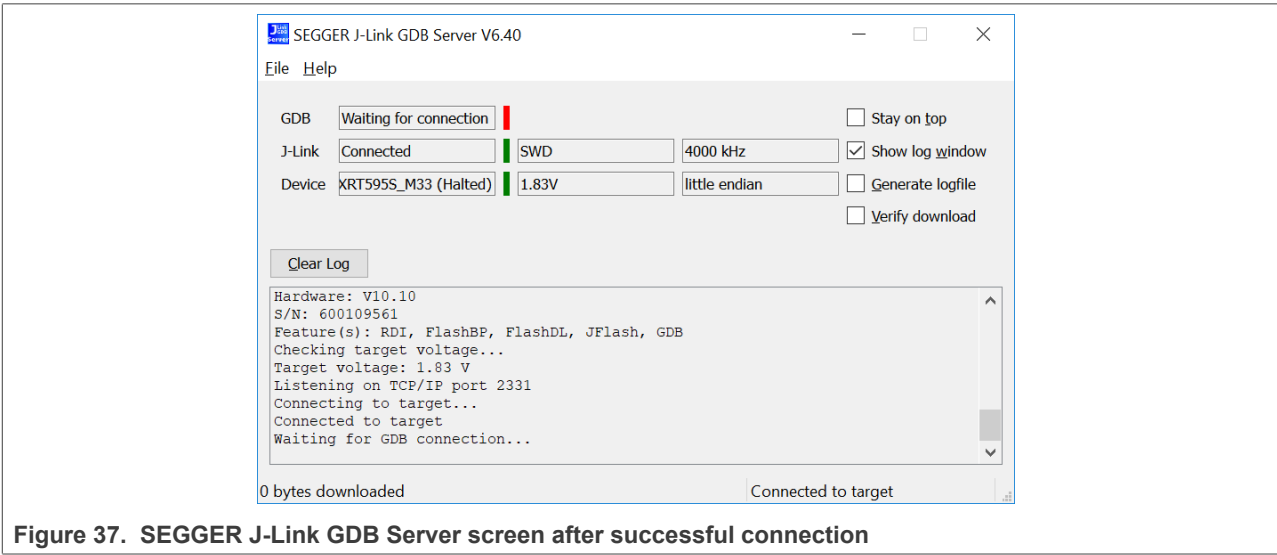 SEGGER J-Link GDB Server V6.40
File Help
GDB Waiting for connection Stay on top
J-Link Connected SWD 4000 kHz Show log window
Device XRT595S_M33 (Halted) 1.83V little endian Generate logfile
Verify download
Clear Log
Hardware: V10.10
S/N: 600109561
Feature(s): RDI, FlashBP, FlashDL, JFlash, GDB
Checking target voltage...
Target voltage: 1.83 V
Listening on TCP/IP port 2331
Connecting to target...
Connected to target
Waiting for GDB connection...
0 bytes downloaded Connected to target
Figure 37. SEGGER J-Link GDB Server screen after successful connection